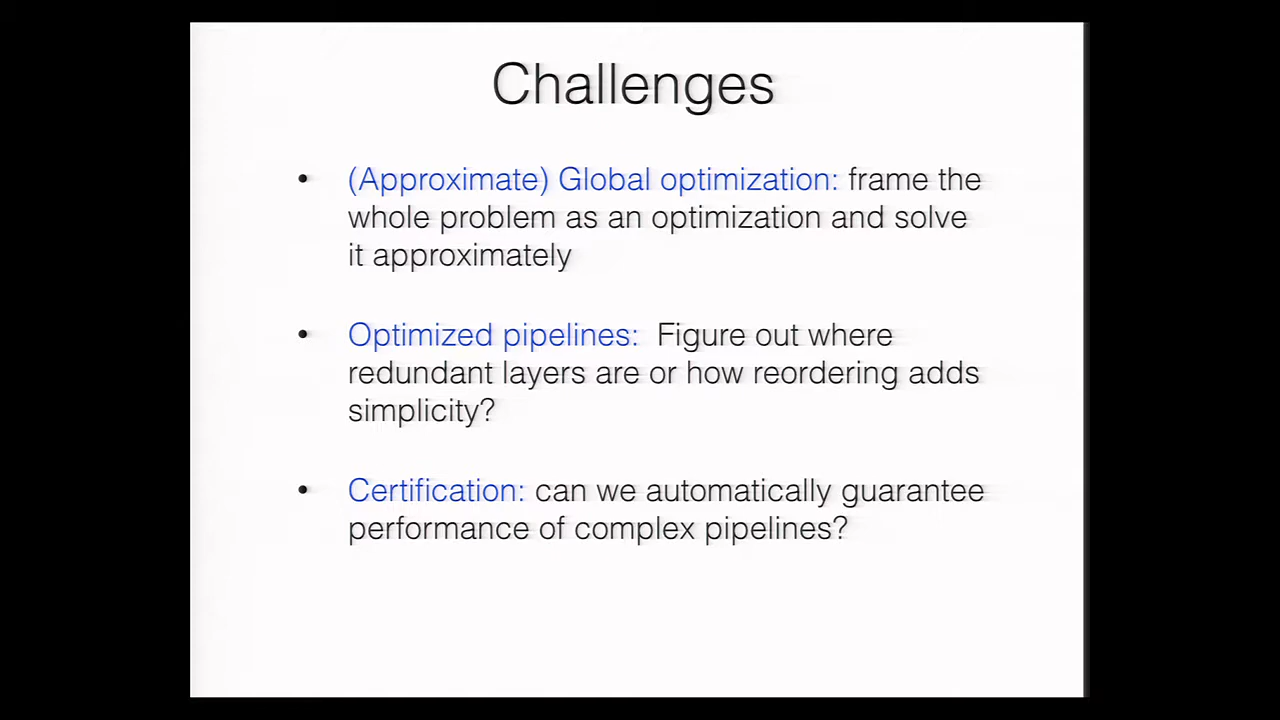 Challenges
• (Approximate) Global optimization: frame the
whole problem as an optimization and solve
it approximately
• Optimized pipelines: Figure out where
redundant layers are or how reordering adds
simplicity?
• Certification: can we automatically guarantee
performance of complex pipelines?